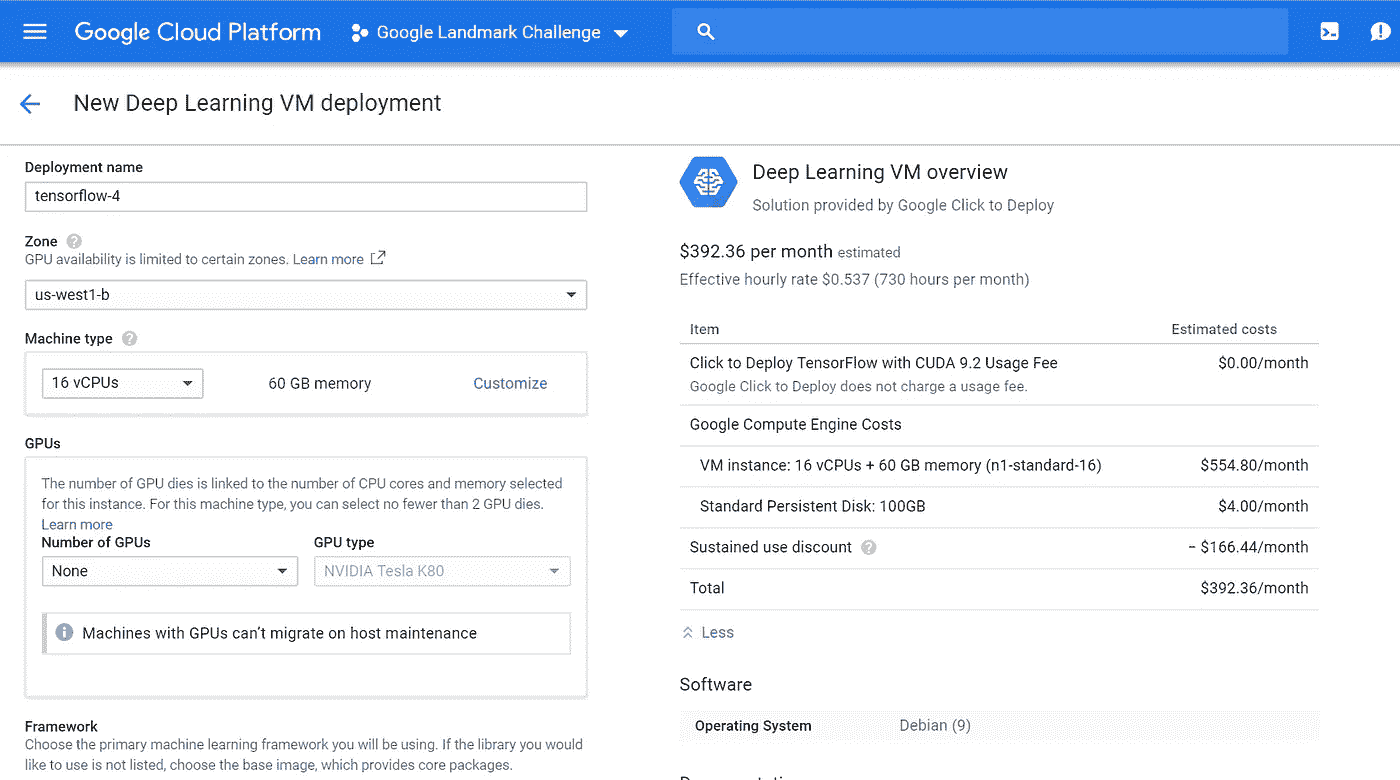 Google Cloud Platform
Google Landmark Challenge
New Deep Learning VM deployment
Deployment name
tensorflow-4
Zone
GPU availability is limited to certain zones. Learn more
us-west1-b
Machine type
16 vCPUs
60 GB memory
Customize
GPUs
The number of GPU dies is linked to the number of CPU cores and memory selected
for this instance. For this machine type, you can select no fewer than 2 GPU dies.
Learn more
Number of GPUs
GPU type
None
NVIDIA Tesla K80
Machines with GPUs can't migrate on host maintenance
Framework
Choose the primary machine learning framework you will be using. If the library you would
like to use is not listed, choose the base image, which provides core packages.
Deep Learning VM overview
Solution provided by Google Click to Deploy
$392.36 per month estimated
Effective hourly rate $0.537 (730 hours per month)
Item Estimated costs
Click to Deploy TensorFlow with CUDA 9.2 Usage Fee $0.00/month
Google Click to Deploy does not charge a usage fee.
Google Compute Engine Costs
VM instance: 16 vCPUs + 60 GB memory (n1-standard-16) $554.80/month
Standard Persistent Disk: 100GB $4.00/month
Sustained use discount - $166.44/month
Total $392.36/month
Less
Software
Operating System Debian (9)